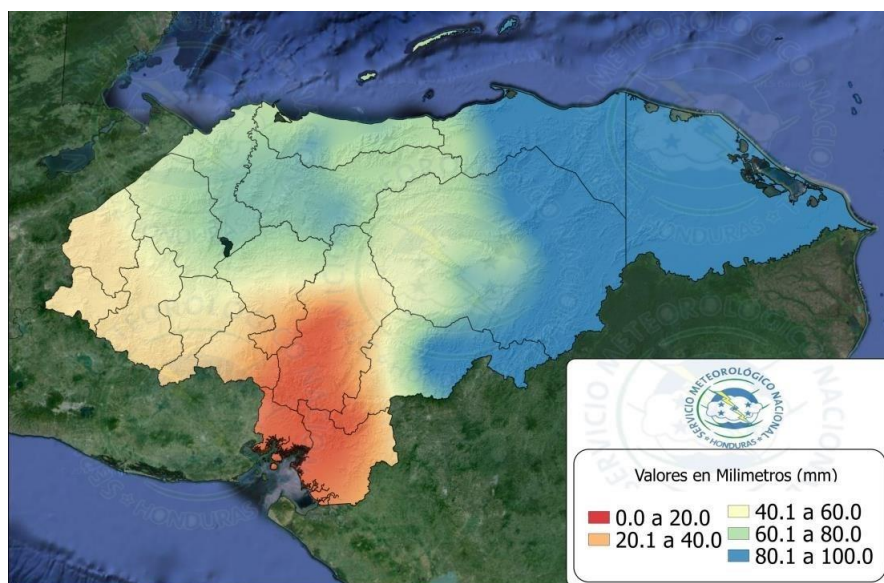 SERVICIO METEOROLÓGICO NACIONAL
HONDURAS
Valores en Milimetros (mm)
0.0 a 20.0
20.1 a 40.0
40.1 a 60.0
60.1 a 80.0
80.1 a 100.0